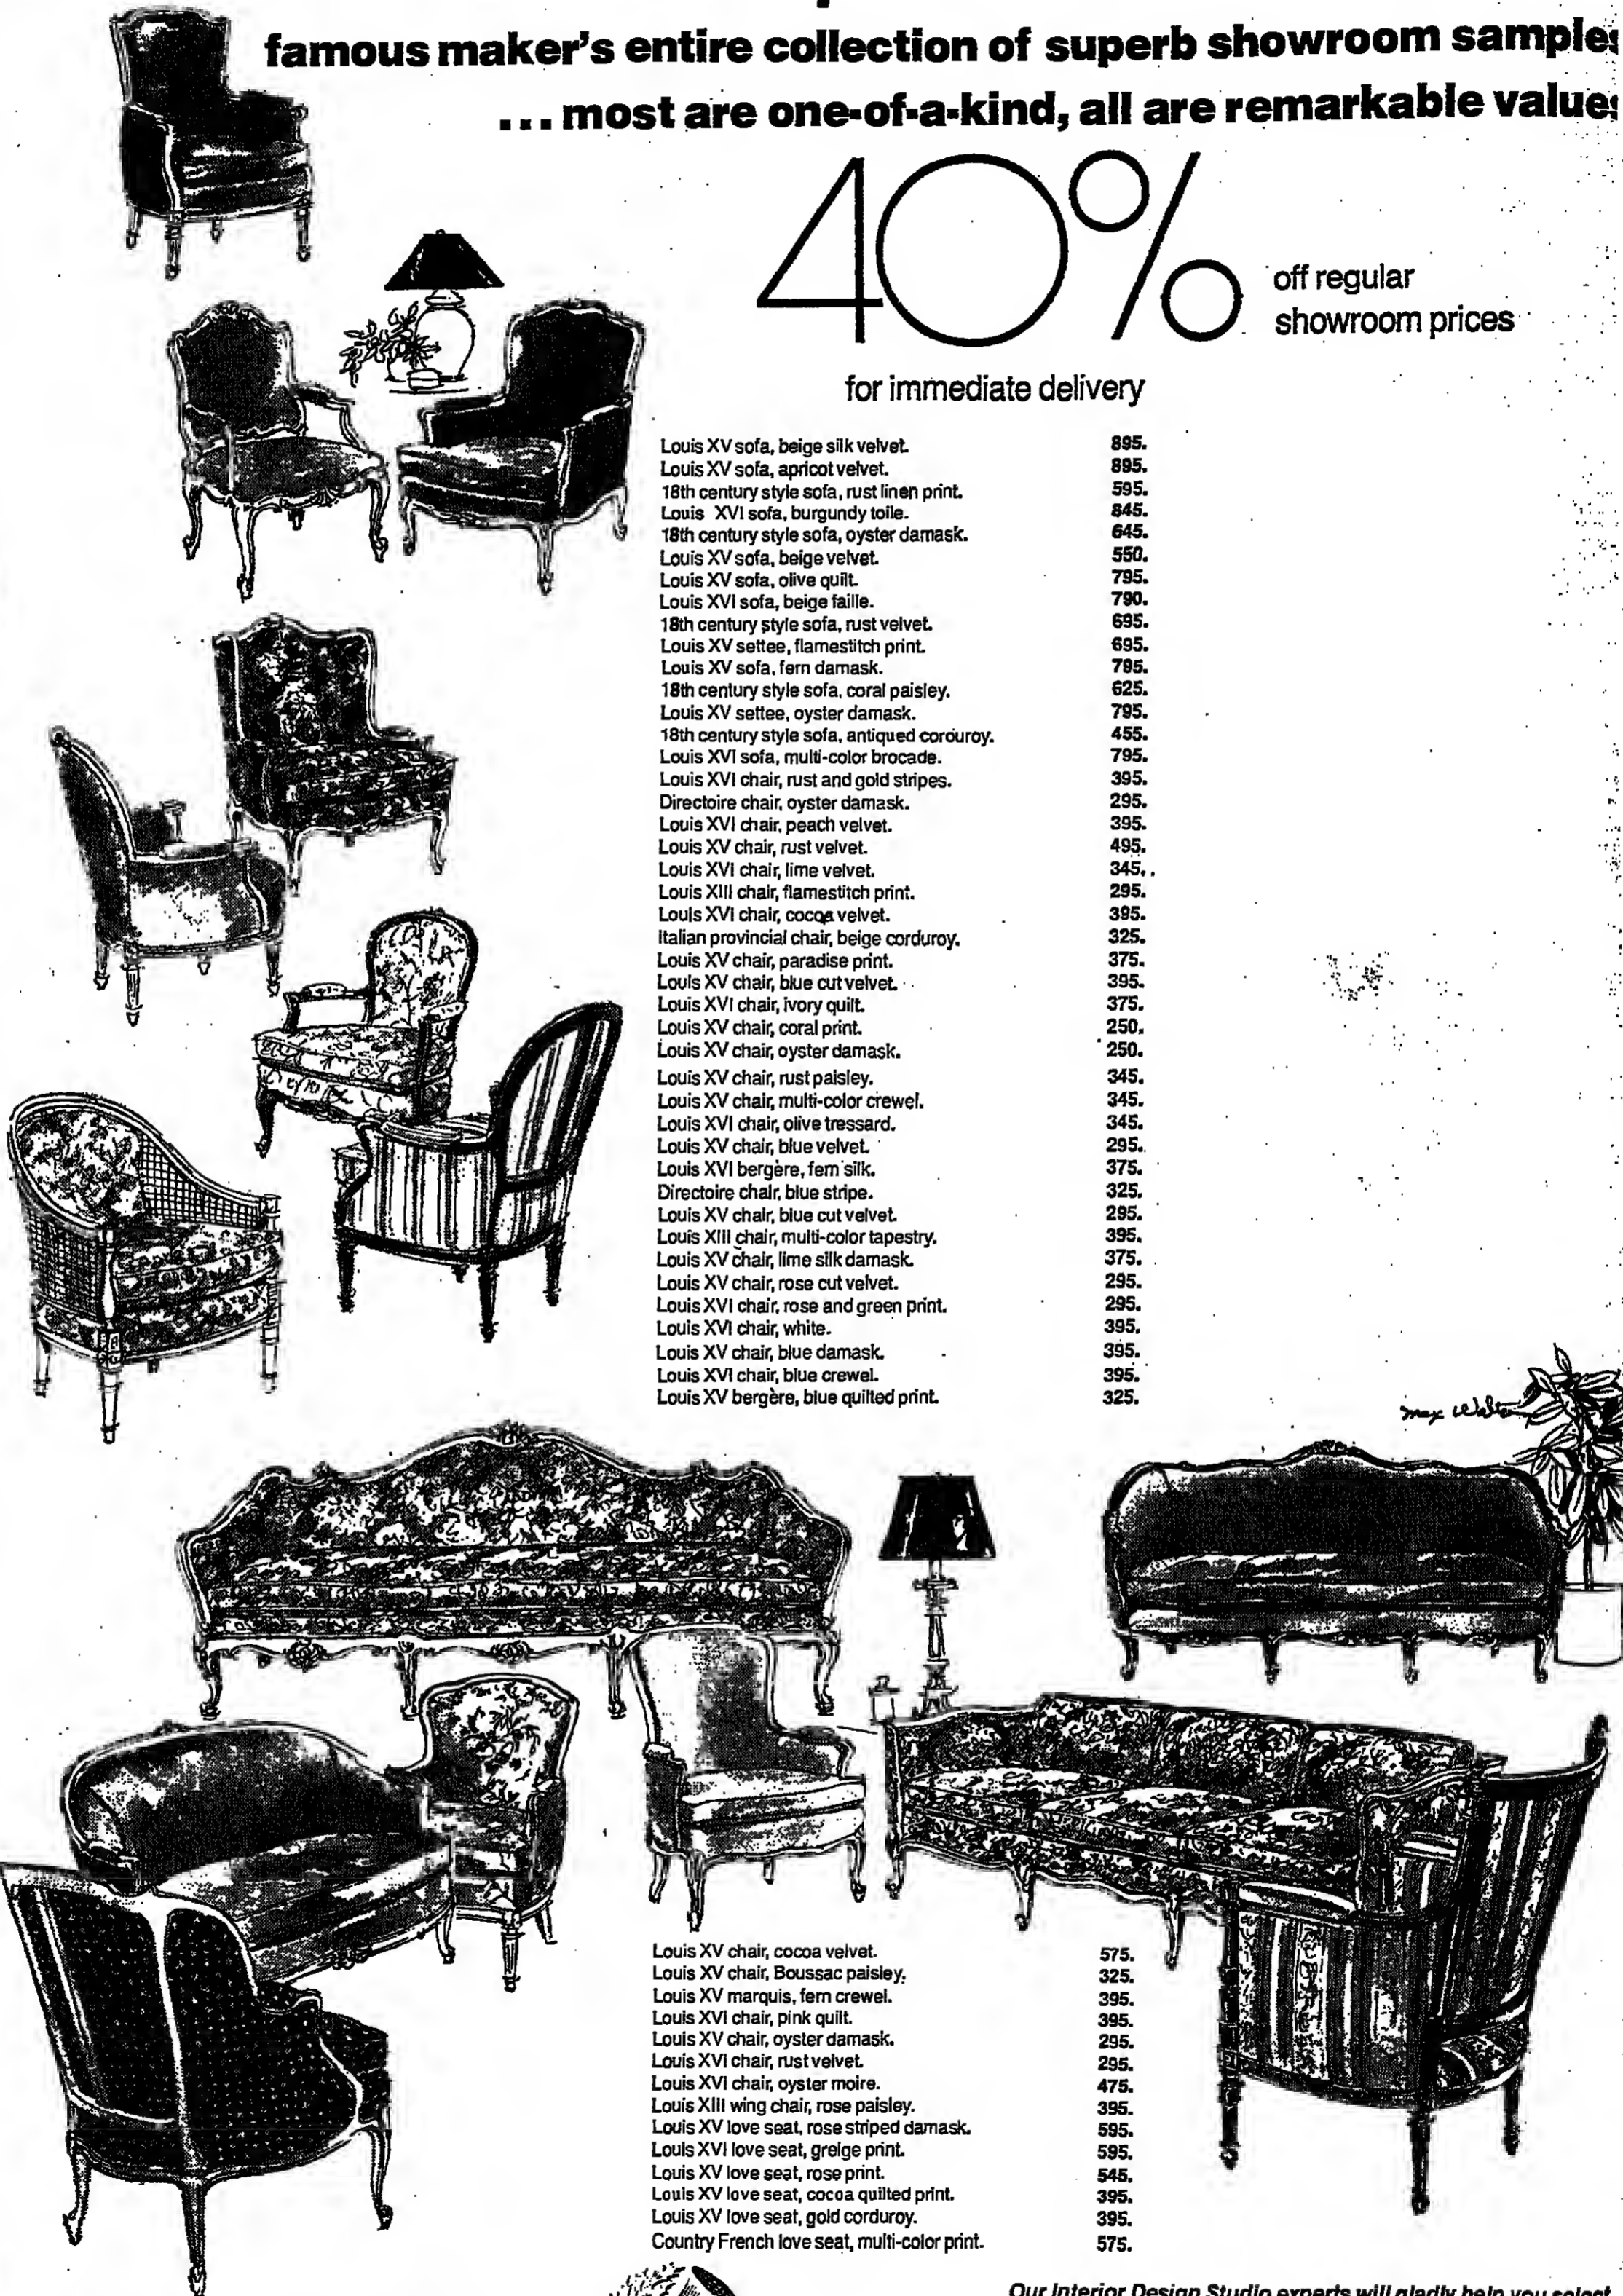 famous maker's entire collection of superb showroom sample
...most are one-of-a-kind, all are remarkable value
40%
off regular
showroom prices
for immediate delivery
Louis XV sofa, beige silk velvet. 895.
Louis XV sofa, apricot velvet. 895.
18th century style sofa, rust linen print. 595.
Louis XVI sofa, burgundy toile. 845.
18th century style sofa, oyster damask. 645.
Louis XV sofa, beige velvet. 550.
Louis XV sofa, olive quilt. 795.
Louis XVI sofa, beige faille. 790.
18th century style sofa, rust velvet. 695.
Louis XV settee, flamestitch print. 695.
Louis XV sofa, fern damask. 795.
18th century style sofa, coral paisley. 625.
Louis XV settee, oyster damask. 795.
18th century style sofa, antiqued corduroy. 455.
Louis XVI sofa, multi-color brocade. 795.
Louis XVI chair, rust and gold stripes. 395.
Directoire chair, oyster damask. 295.
Louis XVI chair, peach velvet. 395.
Louis XV chair, rust velvet. 495.
Louis XVI chair, lime velvet. 345.
Louis XIII chair, flamestitch print. 295.
Louis XVI chair, cocoa velvet. 395.
Italian provincial chair, beige corduroy. 325.
Louis XV chair, paradise print. 375.
Louis XV chair, blue cut velvet. 395.
Louis XVI chair, ivory quilt. 375.
Louis XV chair, coral print. 250.
Louis XV chair, oyster damask. 250.
Louis XV chair, rust paisley. 345.
Louis XV chair, multi-color crewel. 345.
Louis XVI chair, olive tressard. 345.
Louis XV chair, blue velvet. 295.
Louis XVI bergère, fern silk. 375.
Directoire chair, blue stripe. 325.
Louis XV chair, blue cut velvet. 295.
Louis XIII chair, multi-color tapestry. 395.
Louis XV chair, lime silk damask. 375.
Louis XV chair, rose cut velvet. 295.
Louis XVI chair, rose and green print. 295.
Louis XVI chair, white. 395.
Louis XV chair, blue damask. 395.
Louis XVI chair, blue crewel. 395.
Louis XV bergère, blue quilted print. 325.
Max
Louis XV chair, cocoa velvet. 575.
Louis XV chair, Boussac paisley. 325.
Louis XV marquis, fern crewel. 395.
Louis XVI chair, pink quilt. 395.
Louis XV chair, oyster damask. 295.
Louis XVI chair, rust velvet. 295.
Louis XVI chair, oyster moire. 475.
Louis XIII wing chair, rose paisley. 395.
Louis XV love seat, rose striped damask. 595.
Louis XVI love seat, greige print. 595.
Louis XV love seat, rose print. 545.
Louis XV love seat, cocoa quilted print. 395.
Louis XV love seat, gold corduroy. 395.
Country French love seat, multi-color print. 575.
Our Interior Design Studio experts will gladly help you select